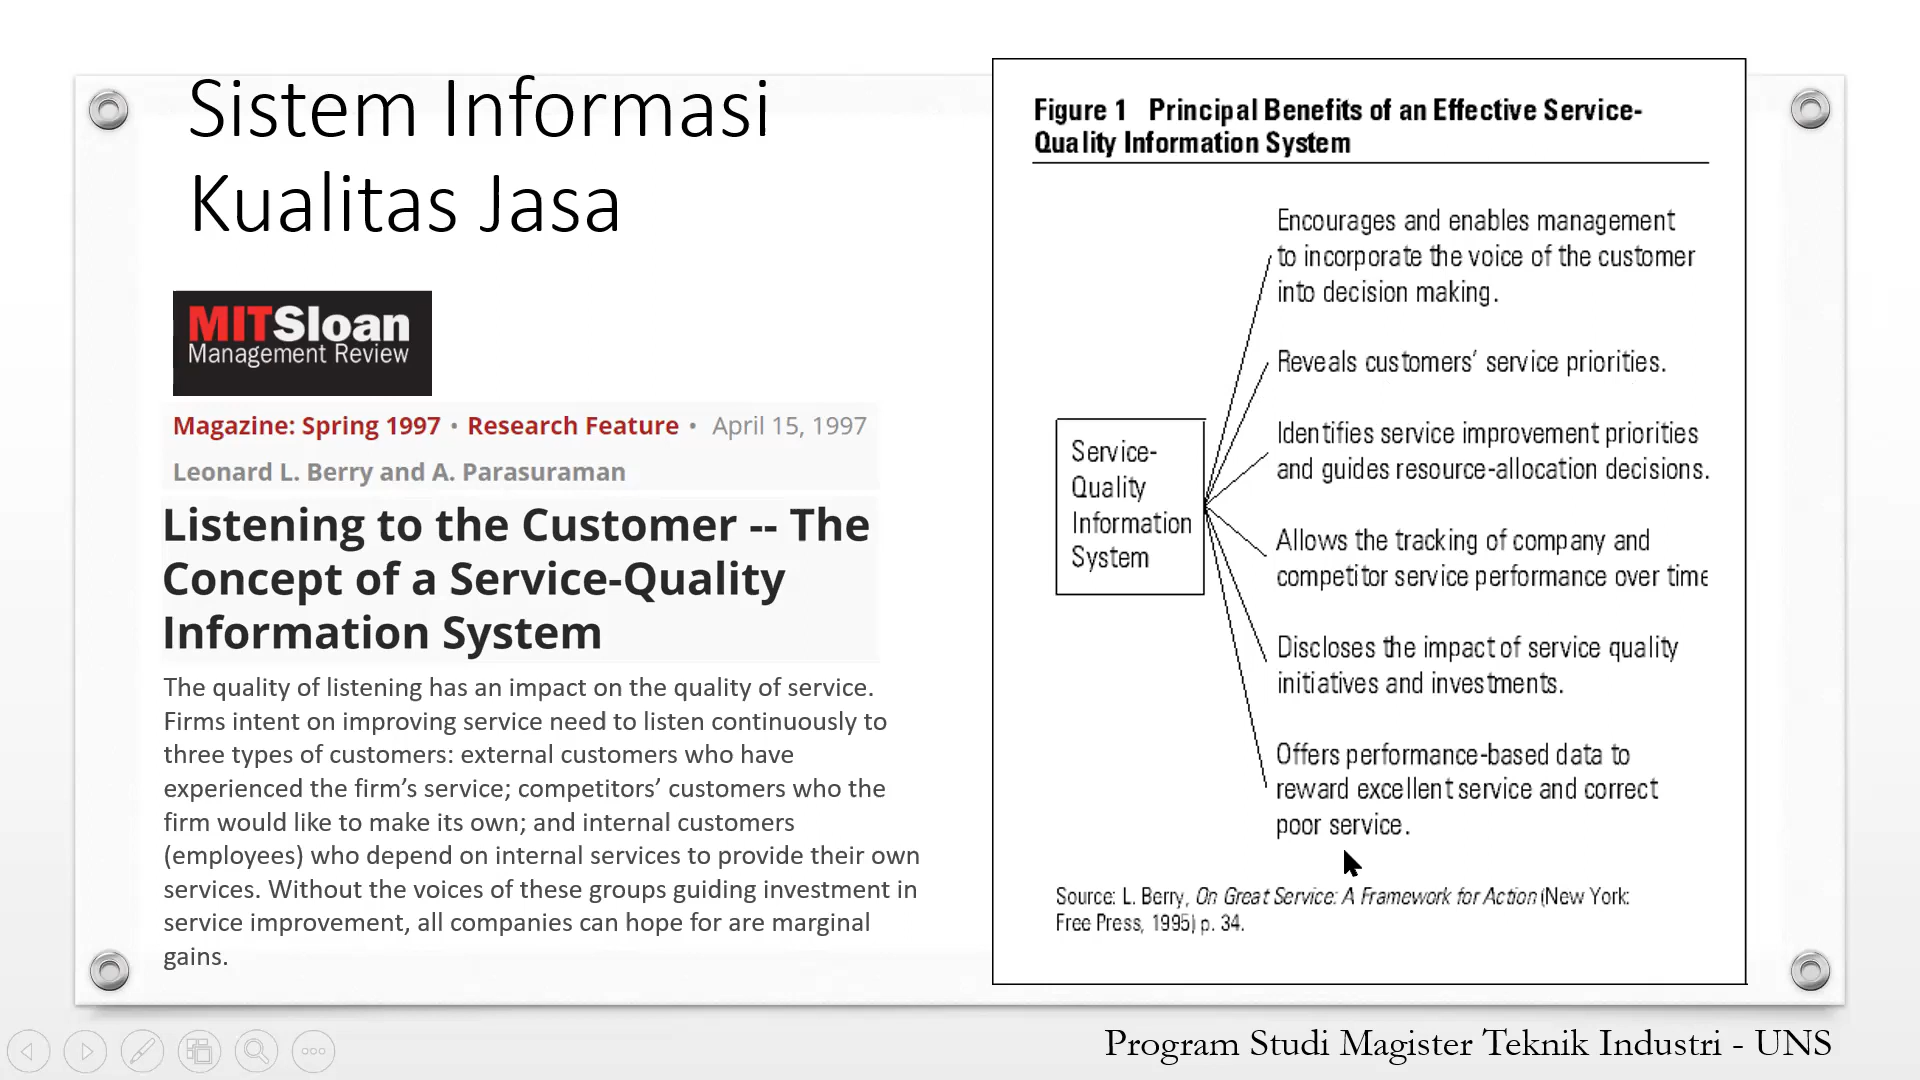 Sistem Informasi
Kualitas Jasa
MITSloan
Management Review
Magazine: Spring 1997 • Research Feature • April 15, 1997
Leonard L. Berry and A. Parasuraman
Listening to the Customer -- The
Concept of a Service-Quality
Information System
The quality of listening has an impact on the quality of service.
Firms intent on improving service need to listen continuously to
three types of customers: external customers who have
experienced the firm’s service; competitors’ customers who the
firm would like to make its own; and internal customers
(employees) who depend on internal services to provide their own
services. Without the voices of these groups guiding investment in
service improvement, all companies can hope for are marginal
gains.
Figure 1 Principal Benefits of an Effective Service-
Quality Information System
Service-
Quality
Information
System
Encourages and enables management
to incorporate the voice of the customer
into decision making.
Reveals customers’ service priorities.
Identifies service improvement priorities
and guides resource-allocation decisions.
Allows the tracking of company and
competitor service performance over time
Discloses the impact of service quality
initiatives and investments.
Offers performance-based data to
reward excellent service and correct
poor service.
Source: L. Berry, On Great Service: A Framework for Action (New York:
Free Press, 1995) p. 34.
Program Studi Magister Teknik Industri - UNS